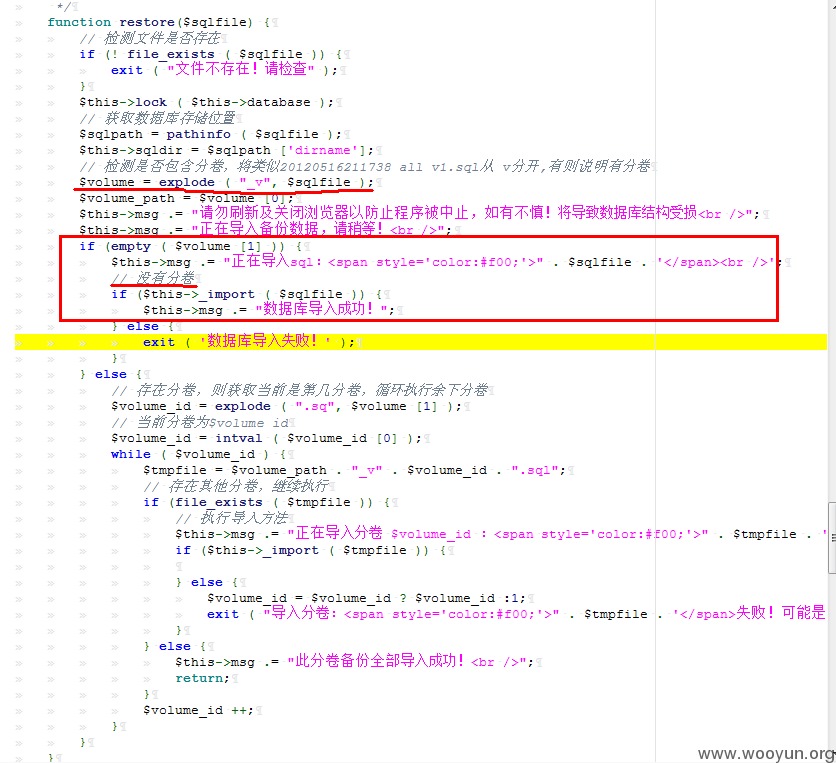 */
function restore($sqlfile) {
// 检测文件是否存在
if (! file_exists ( $sqlfile )) {
exit ( "文件不存在！请检查" );
}
$this->lock ( $this->database );
// 获取数据库存储位置
$sqlpath = pathinfo ( $sqlfile );
$this->sqldir = $sqlpath ['dirname'];
// 检测是否包含分卷，将类似20120516211738_all_v1.sql从_v分开,有则说明有分卷
$volume = explode ( "_v", $sqlfile );
$volume_path = $volume [0];
$this->msg .= "请勿刷新及关闭浏览器以防止程序被中止，如有不慎！将导致数据库结构受损<br />";
$this->msg .= "正在导入备份数据，请稍等！<br />";
if (empty ( $volume [1] )) {
$this->msg .= "正在导入sql：<span style='color:#f00;'>" . $sqlfile . '</span><br />';
// 没有分卷
if ($this->_import ( $sqlfile )) {
$this->msg .= "数据库导入成功！";
} else {
exit ( '数据库导入失败！' );
}
} else {
// 存在分卷，则获取当前是第几分卷，循环执行余下分卷
$volume_id = explode ( ".sq", $volume [1] );
// 当前分卷为$volume_id
$volume_id = intval ( $volume_id [0] );
while ( $volume_id ) {
$tmpfile = $volume_path . "_v" . $volume_id . ".sql";
// 存在其他分卷，继续执行
if (file_exists ( $tmpfile )) {
// 执行导入方法
$this->msg .= "正在导入分卷 $volume_id ：<span style='color:#f00;'>" . $tmpfile . '
if ($this->_import ( $tmpfile )) {
} else {
$volume_id = $volume_id ? $volume_id :1;
exit ( "导入分卷：<span style='color:#f00;'>" . $tmpfile . '</span>失败！可能是
}
} else {
$this->msg .= "此分卷备份全部导入成功！<br />";
return;
}
$volume_id ++;
}
}
}
www.wooyun.org